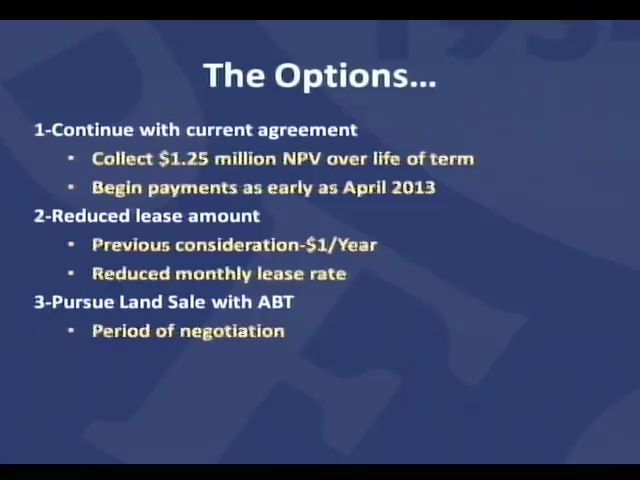 The Options...
1-Continue with current agreement
• Collect $1.25 million NPV over life of term
• Begin payments as early as April 2013
2-Reduced lease amount
• Previous consideration-$1/Year
• Reduced monthly lease rate
3-Pursue Land Sale with ABT
• Period of negotiation